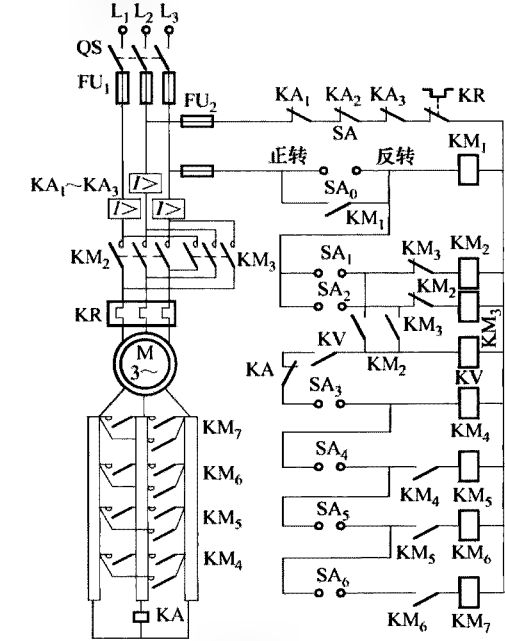 L₁ L₂ L₃
QS
FU₁
FU₂
KA₁ KA₂ KA₃ KR
SA
正转 反转 KM₁
SA₀
KM₁
KA₁～KA₃
I>
I> I>
KM₂ KM₃
SA₁ KM₃ KM₂
SA₂ KM₂
KM₃
KM₃
KR
KV KM₂ KV
M
3～
KA
SA₃ KM₄
KM₇
SA₄
KM₆
KM₄ KM₅
KM₅
SA₅
KM₅ KM₆
KM₄
SA₆
KA
KM₆ KM₇